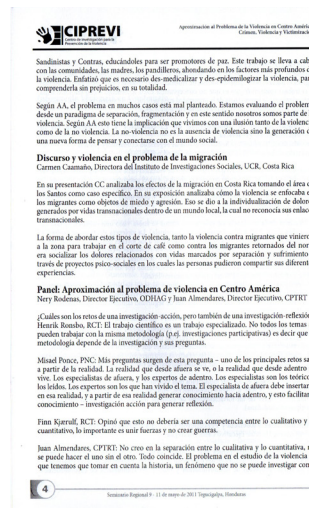 CIPREVI
Centro de Investigación para la
Prevención de la Violencia
Aproximación al Problema de la Violencia en Centro Améric
Crimen, Violencia y Victimizació
Sandinistas y Contras, educándoles para ser promotores de paz. Este trabajo se lleva a cab
con las comunidades, las madres, los pandilleros, ahondando en los factores más profundos d
la violencia. Enfatizó que es necesario des-medicalizar y des-epidemilogizar la violencia, par
comprenderla sin prejuicios, en su totalidad.
Según AA, el problema en muchos casos está mal planteado. Estamos evaluando el problem
desde un paradigma de separación, fragmentación y en este sentido nosotros somos parte de
violencia. Según AA esto tiene la implicación que vivimos con una ilusión tanto de la violenc
como de la no violencia. La no-violencia no es la ausencia de violencia sino la generación d
una nueva forma de pensar y conectarse con el mundo social.
Discurso y violencia en el problema de la migración
Carmen Caamaño, Directora del Instituto de Investigaciones Sociales, UCR, Costa Rica
En su presentación CC analizaba los efectos de la migración en Costa Rica tomando el área d
los Santos como caso específico. En su exposición analizaba cómo la violencia se enfocaba e
los migrantes como objetos de miedo y agresión. Eso se dio a la individualización de dolor
generados por vidas transnacionales dentro de un mundo local, la cual no reconocía sus enlac
transnacionales.
La forma de abordar estos tipos de violencia, tanto la violencia contra migrantes que viniero
a la zona para trabajar en el corte de café como contra los migrantes retornados del nor
era socializar los dolores relacionados con vidas marcados por separación y sufrimiento
través de proyectos psico-sociales en los cuales las personas pudieron compartir sus diferent
experiencias.
Panel: Aproximación al problema de violencia en Centro América
Nery Rodenas, Director Ejecutivo, ODHAG y Juan Almendares, Director Ejecutivo, CPTRT
¿Cuáles son los retos de una investigación-acción, pero también de una investigación-reflexión
Henrik Ronsbo, RCT: El trabajo científico es un trabajo especializado. No todos los temas
pueden trabajar con la misma metodología (p.ej. investigaciones participativas) es decir que
metodología depende de la investigación y sus preguntas.
Misael Ponce, PNC: Más preguntas surgen de esta pregunta – uno de los principales retos sa
a partir de la realidad. La realidad que desde afuera se ve, o la realidad que desde adentro
vive. Los especialistas de afuera, y los expertos de adentro. Los especialistas son los teórico
los leídos. Los expertos son los que han vivido el tema. El especialista de afuera debe insertar
en esa realidad, y a partir de esa realidad generar conocimiento hacia adentro, y esto facilitar
conocimiento – investigación acción para generar reflexión.
Finn Kjærulf, RCT: Opinó que esto no debería ser una competencia entre lo cualitativo y
cuantitativo, lo importante es unir fuerzas y no crear guerras.
Juan Almendares, CPTRT: No creo en la separación entre lo cualitativo y lo cuantitativo, n
se puede hacer el uno sin el otro. Todo coincide. El problema en el estudio de la violencia
que tenemos que tomar en cuenta la historia, un fenómeno que no se puede investigar con
4
Seminario Regional 9 - 11 de mayo de 2011 Tegucigalpa, Honduras